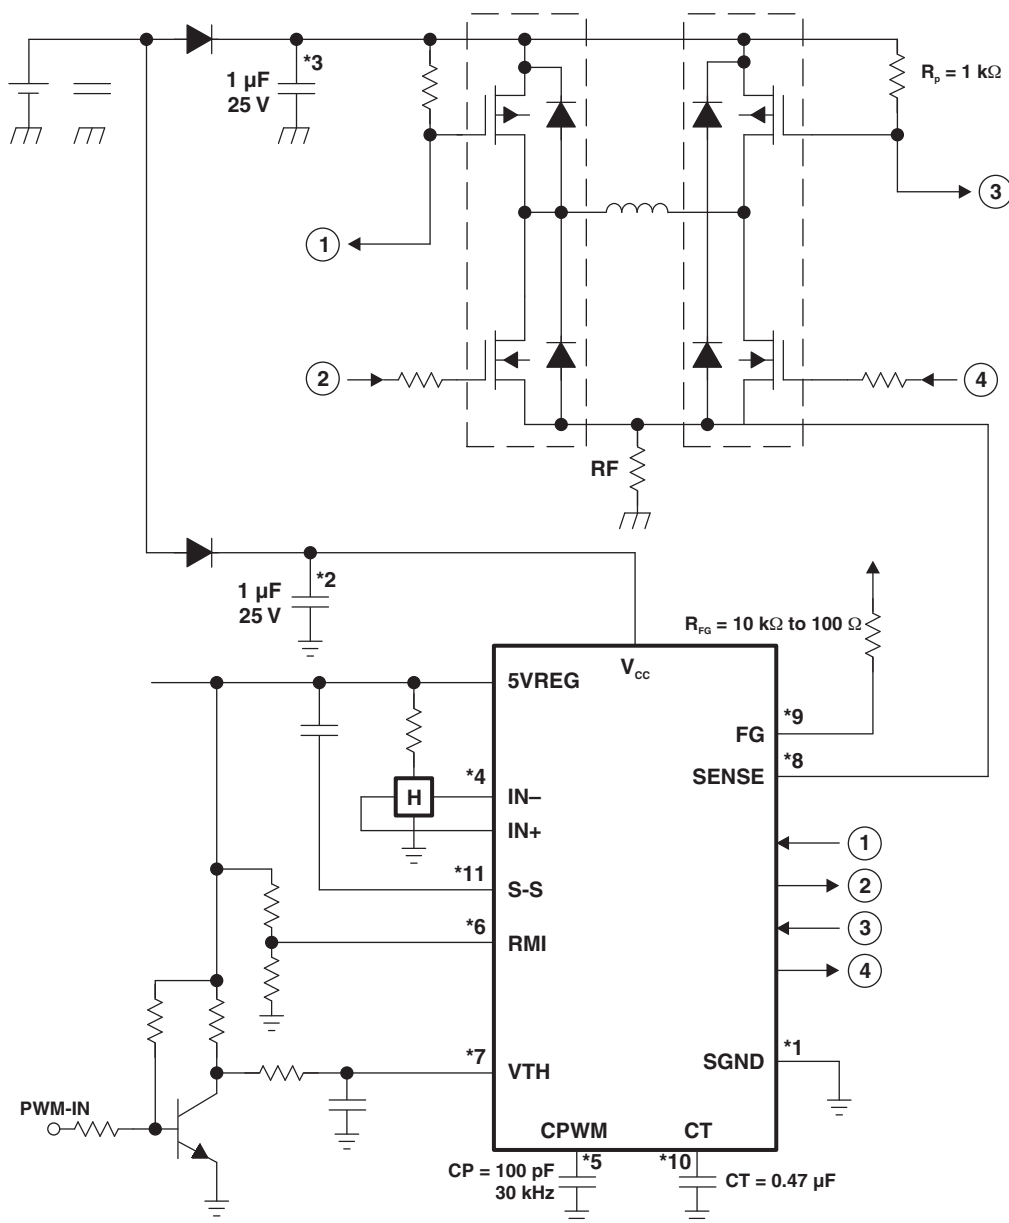 *3
1 µF
25 V
R_p = 1 kΩ
3
1
2
4
RF
*2
1 µF
25 V
R_FG = 10 kΩ to 100 Ω
V_CC
5VREG
*9
FG
*8
SENSE
*4
H
IN–
IN+
1
*11
S-S
2
*6
RMI
3
4
*1
SGND
*7
VTH
PWM-IN
CPWM
CT
*5
*10
CP = 100 pF
30 kHz
CT = 0.47 µF